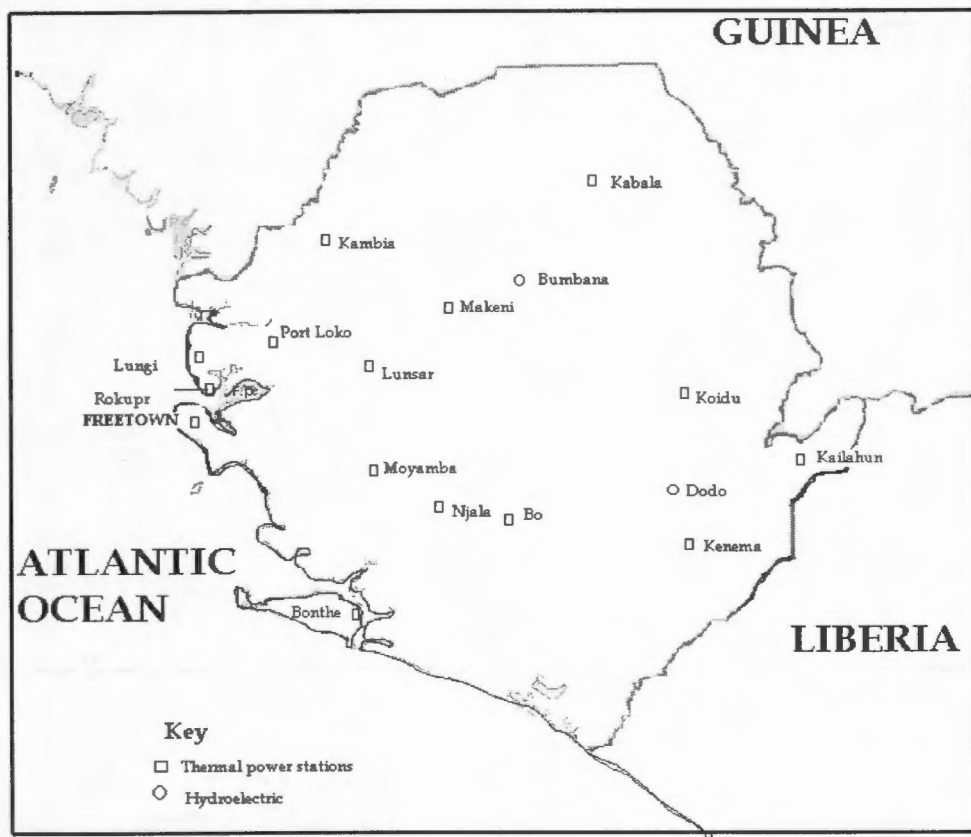 GUINEA
Kabala
Kambia
Bumbana
Makeni
Port Loko
Lungi
Lunsar
Rokupr
Koidu
FREETOWN
Kailahun
Moyamba
Dodo
Njala
Bo
Kenema
ATLANTIC
OCEAN
Bonthe
LIBERIA
Key
Thermal power stations
Hydroelectric